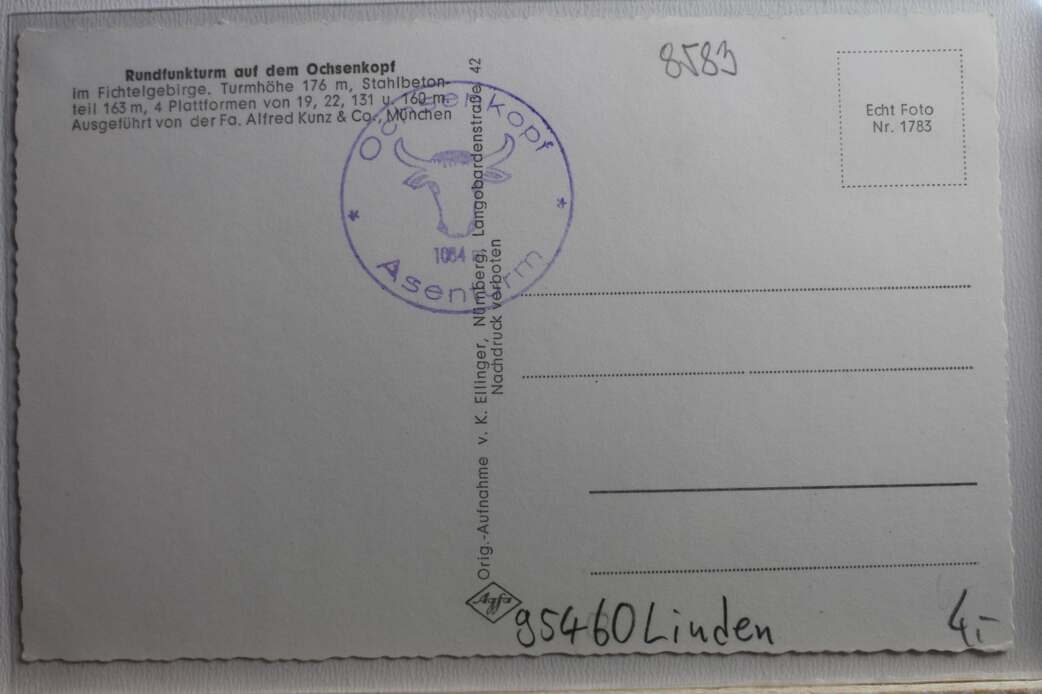 Rundfunkturm auf dem Ochsenkopf
im Fichtelgebirge. Turmhöhe 176 m, Stahlbeton-
teil 163 m, 4 Plattformen von 19, 22, 131 u. 160 m.
Ausgeführt von der Fa. Alfred Kunz & Co., München
8583
Echt Foto
Nr. 1783
Ochsenkopf
* *
1084 m
Asenturm
Orig.-Aufnahme v. K. Ellinger, Nürnberg, Langobardenstraße 42
Nachdruck verboten
Agfa
95460 Linden
4,-